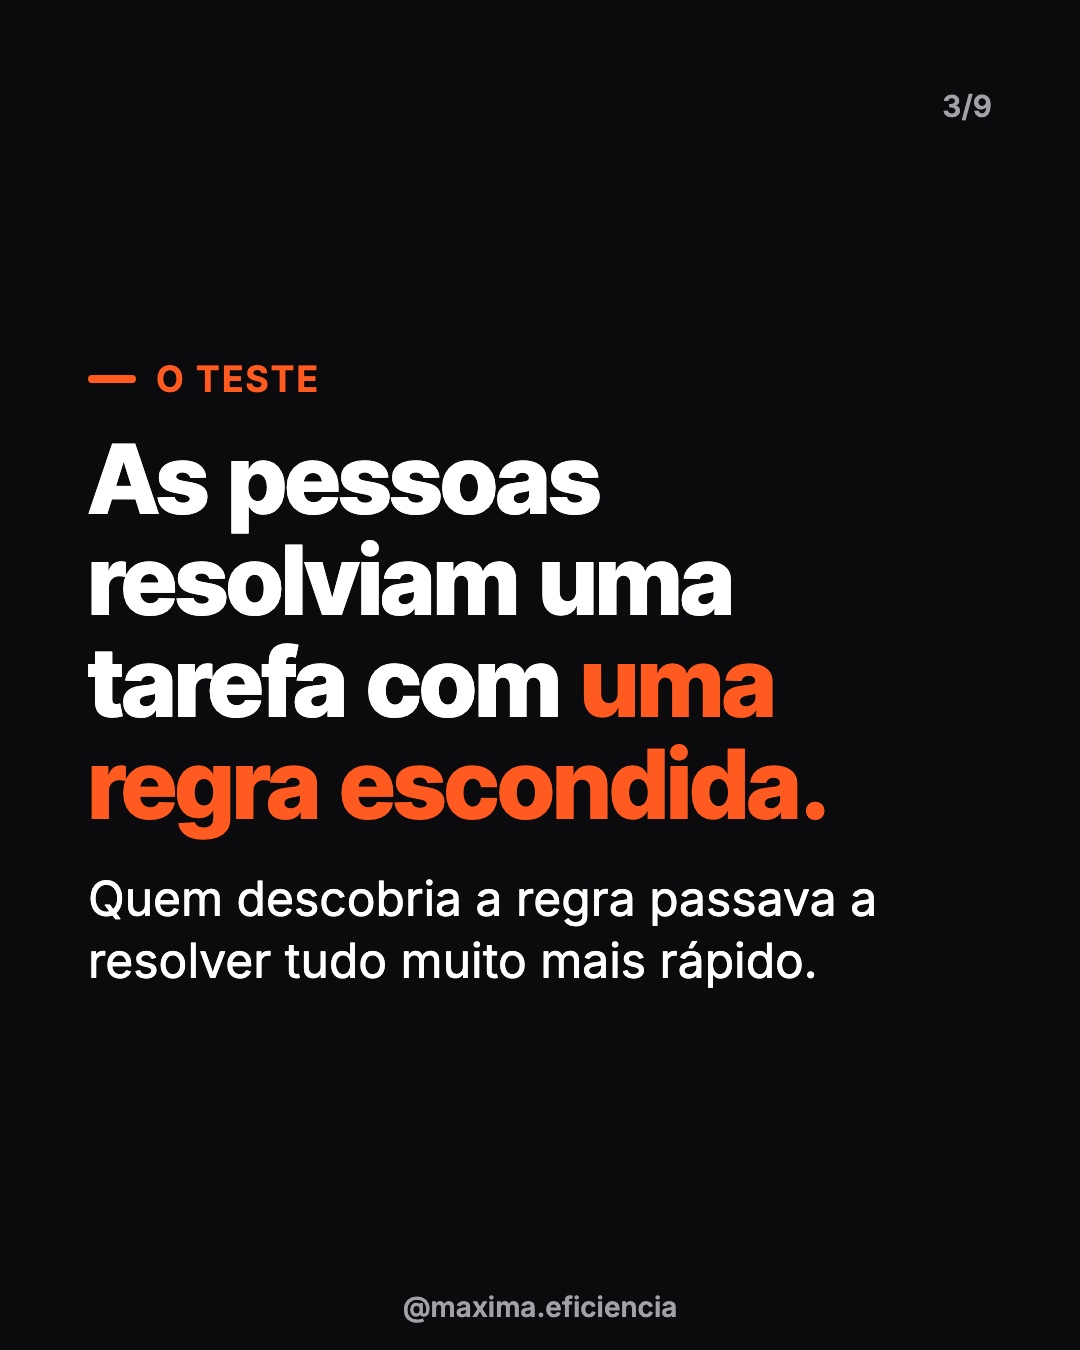 3/9
O TESTE
As pessoas
resolviam uma
tarefa com uma
regra escondida.
Quem descobria a regra passava a
resolver tudo muito mais rápido.
@maxima.eficiencia